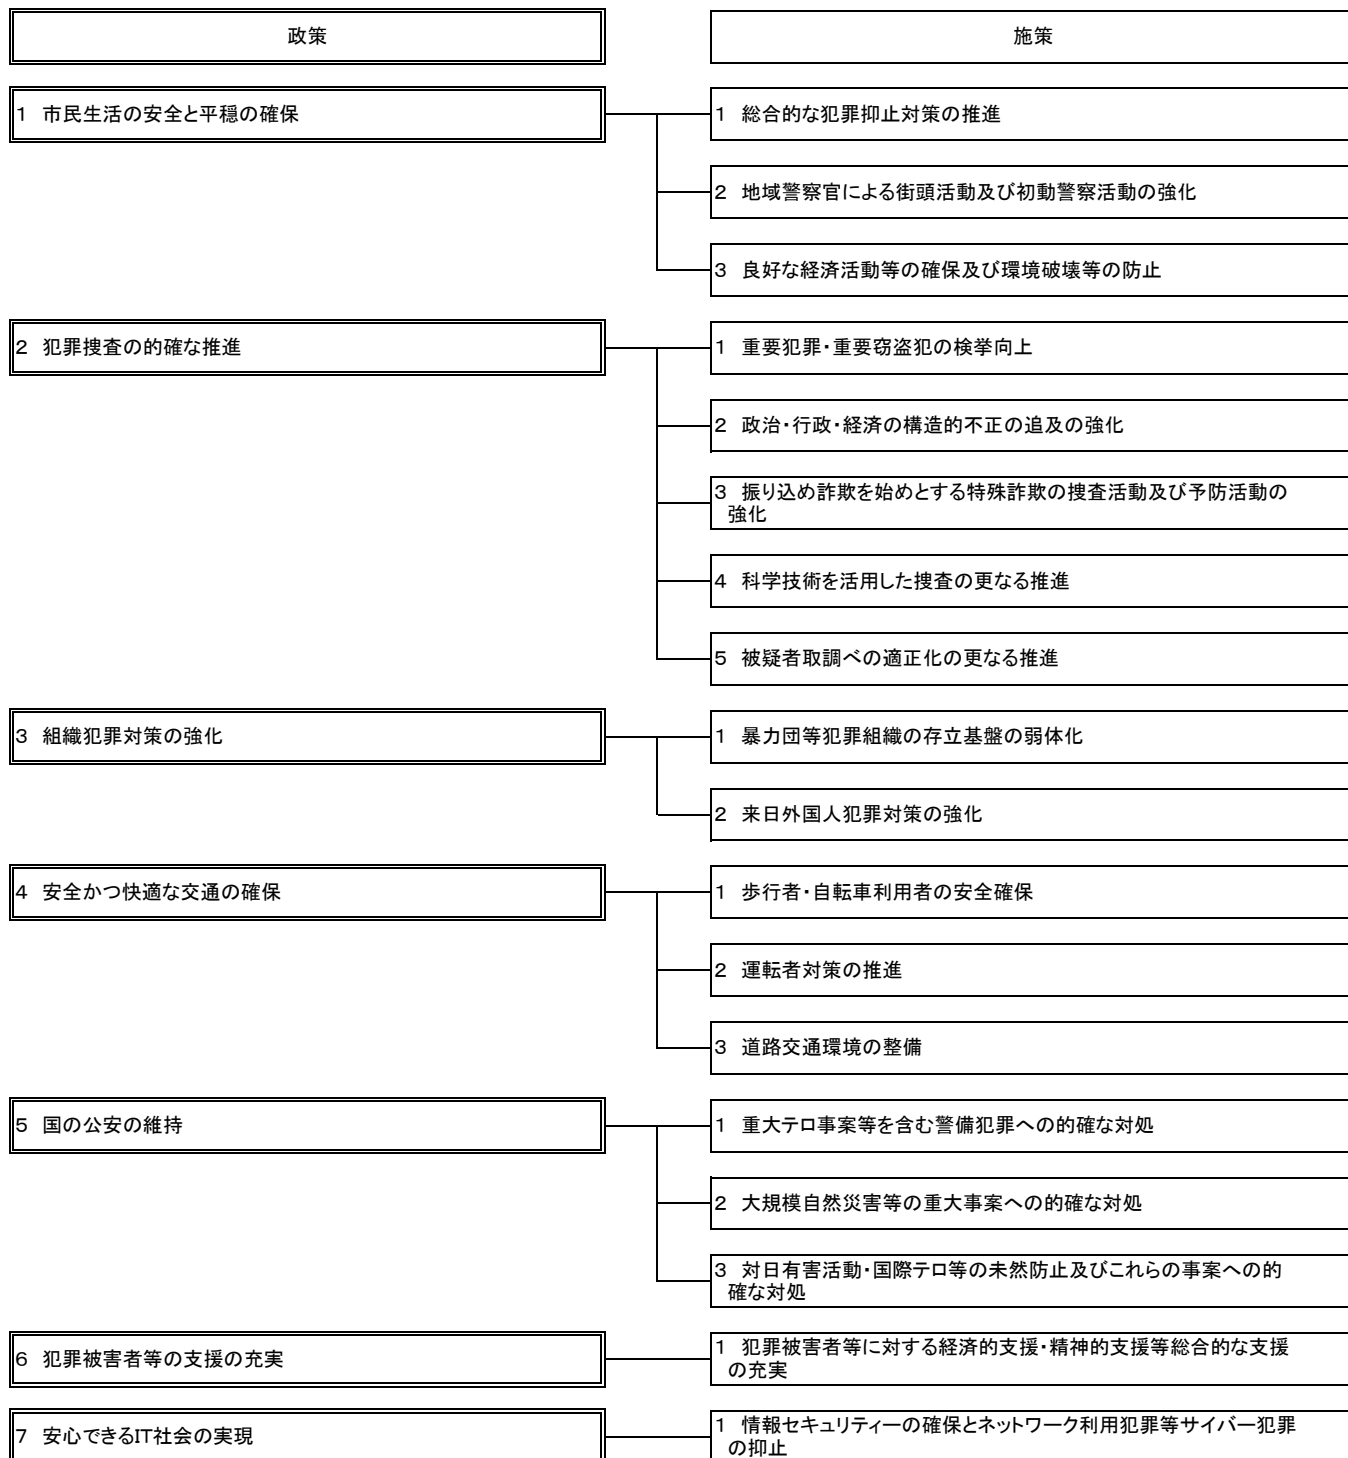 政策
施策
1 市民生活の安全と平穏の確保
1 総合的な犯罪抑止対策の推進
2 地域警察官による街頭活動及び初動警察活動の強化
3 良好な経済活動等の確保及び環境破壊等の防止
2 犯罪捜査の的確な推進
1 重要犯罪・重要窃盗犯の検挙向上
2 政治・行政・経済の構造的不正の追及の強化
3 振り込め詐欺を始めとする特殊詐欺の捜査活動及び予防活動の
強化
4 科学技術を活用した捜査の更なる推進
5 被疑者取調べの適正化の更なる推進
3 組織犯罪対策の強化
1 暴力団等犯罪組織の存立基盤の弱体化
2 来日外国人犯罪対策の強化
4 安全かつ快適な交通の確保
1 歩行者・自転車利用者の安全確保
2 運転者対策の推進
3 道路交通環境の整備
5 国の公安の維持
1 重大テロ事案等を含む警備犯罪への的確な対処
2 大規模自然災害等の重大事案への的確な対処
3 対日有害活動・国際テロ等の未然防止及びこれらの事案への的
確な対処
6 犯罪被害者等の支援の充実
1 犯罪被害者等に対する経済的支援・精神的支援等総合的な支援
の充実
7 安心できるIT社会の実現
1 情報セキュリティーの確保とネットワーク利用犯罪等サイバー犯罪
の抑止